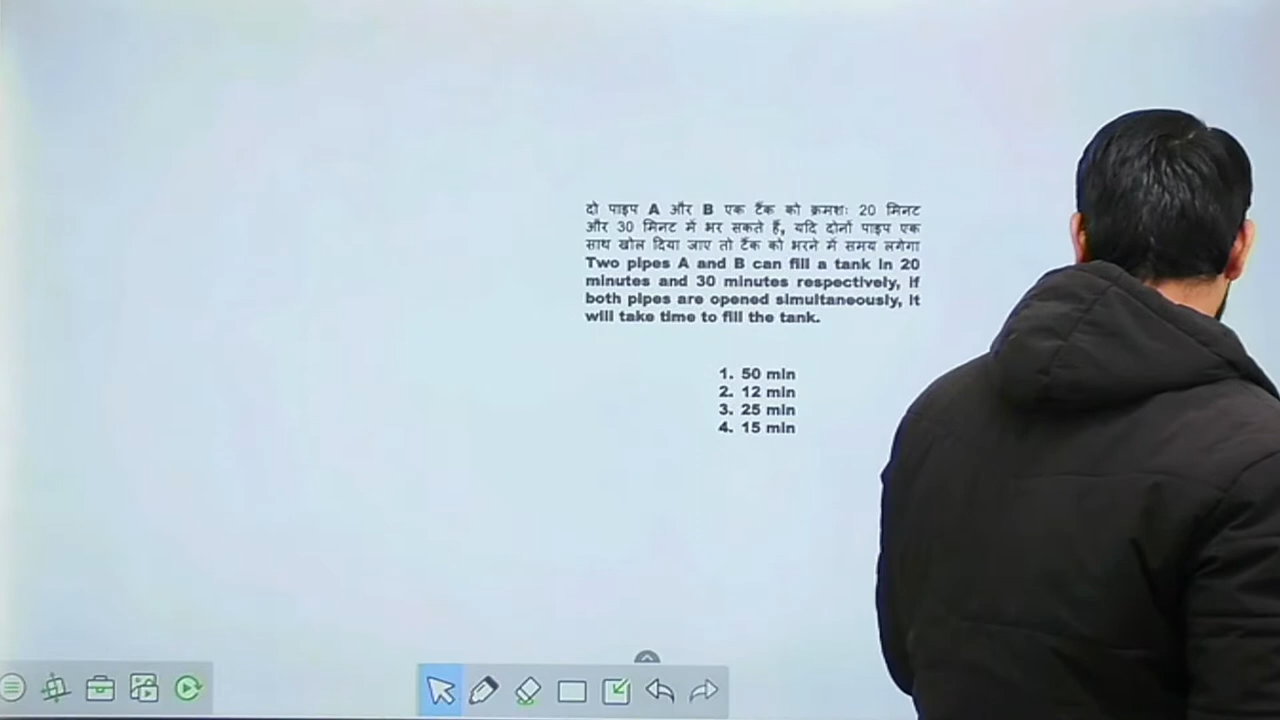 दो पाइप A और B एक टैंक को क्रमशः 20 मिनट
और 30 मिनट में भर सकते हैं, यदि दोनों पाइप एक
साथ खोल दिया जाए तो टैंक को भरने में समय लगेगा
Two pipes A and B can fill a tank in 20
minutes and 30 minutes respectively, if
both pipes are opened simultaneously, it
will take time to fill the tank.
1. 50 min
2. 12 min
3. 25 min
4. 15 min